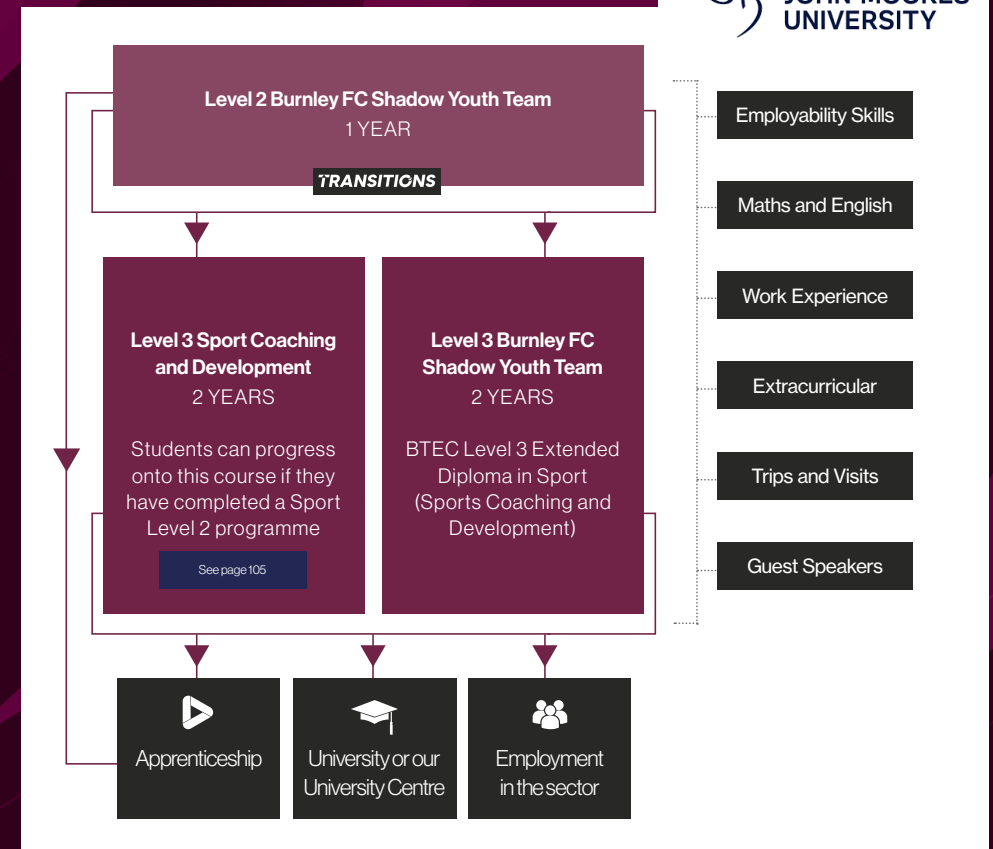 UNIVERSITY
Level 2 Burnley FC Shadow Youth Team
1 YEAR
TRANSITIONS
Level 3 Sport Coaching
and Development
2 YEARS
Students can progress
onto this course if they
have completed a Sport
Level 2 programme
See page 105
Level 3 Burnley FC
Shadow Youth Team
2 YEARS
BTEC Level 3 Extended
Diploma in Sport
(Sports Coaching and
Development)
Employability Skills
Maths and English
Work Experience
Extracurricular
Trips and Visits
Guest Speakers
Apprenticeship
University or our
University Centre
Employment
in the sector